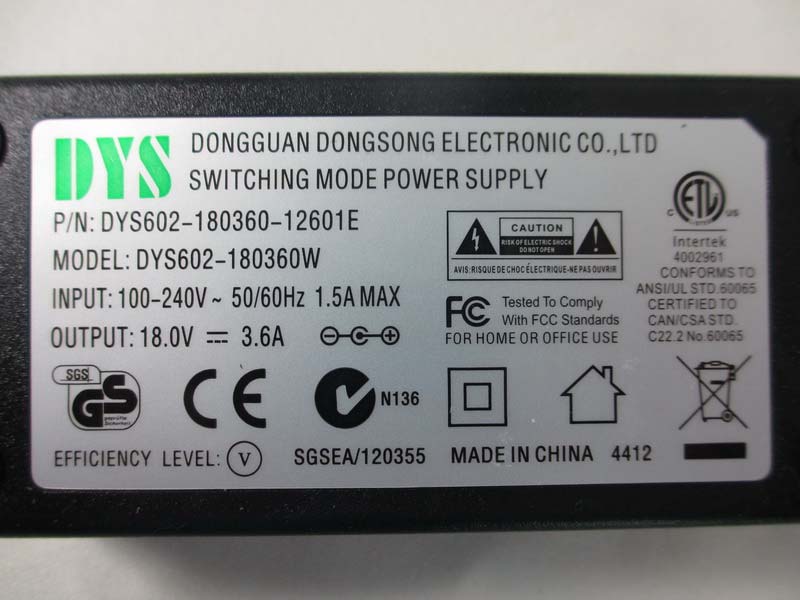 DYS DONGGUAN DONGSONG ELECTRONIC CO.,LTD
SWITCHING MODE POWER SUPPLY
P/N: DYS602-180360-12601E
MODEL: DYS602-180360W
INPUT: 100-240V ~ 50/60Hz 1.5A MAX
OUTPUT: 18.0V 3.6A
CAUTION
RISK OF ELECTRIC SHOCK
DO NOT OPEN
AVIS: RISQUE DE CHOC ÉLECTRIQUE-NE PAS OUVRIR
FC Tested To Comply
With FCC Standards
FOR HOME OR OFFICE USE
ETL
C US
Intertek
4002961
CONFORMS TO
ANSI/UL STD.60065
CERTIFIED TO
CAN/CSA STD.
C22.2 No.60065
SGS
GS
geprüfte
Sicherheit
CE
N136
EFFICIENCY LEVEL: V SGSEA/120355 MADE IN CHINA 4412